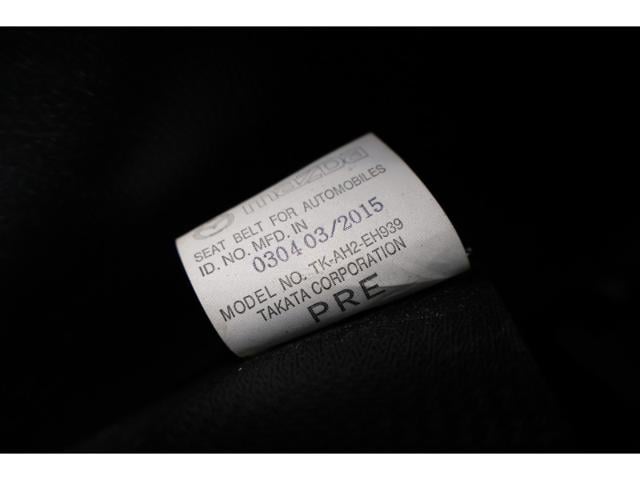 mazda
SEAT BELT FOR AUTOMOBILES
ID. NO. MFD. IN
0304 03/2015
MODEL NO. TK-AH2-EH939
TAKATA CORPORATION
PRE